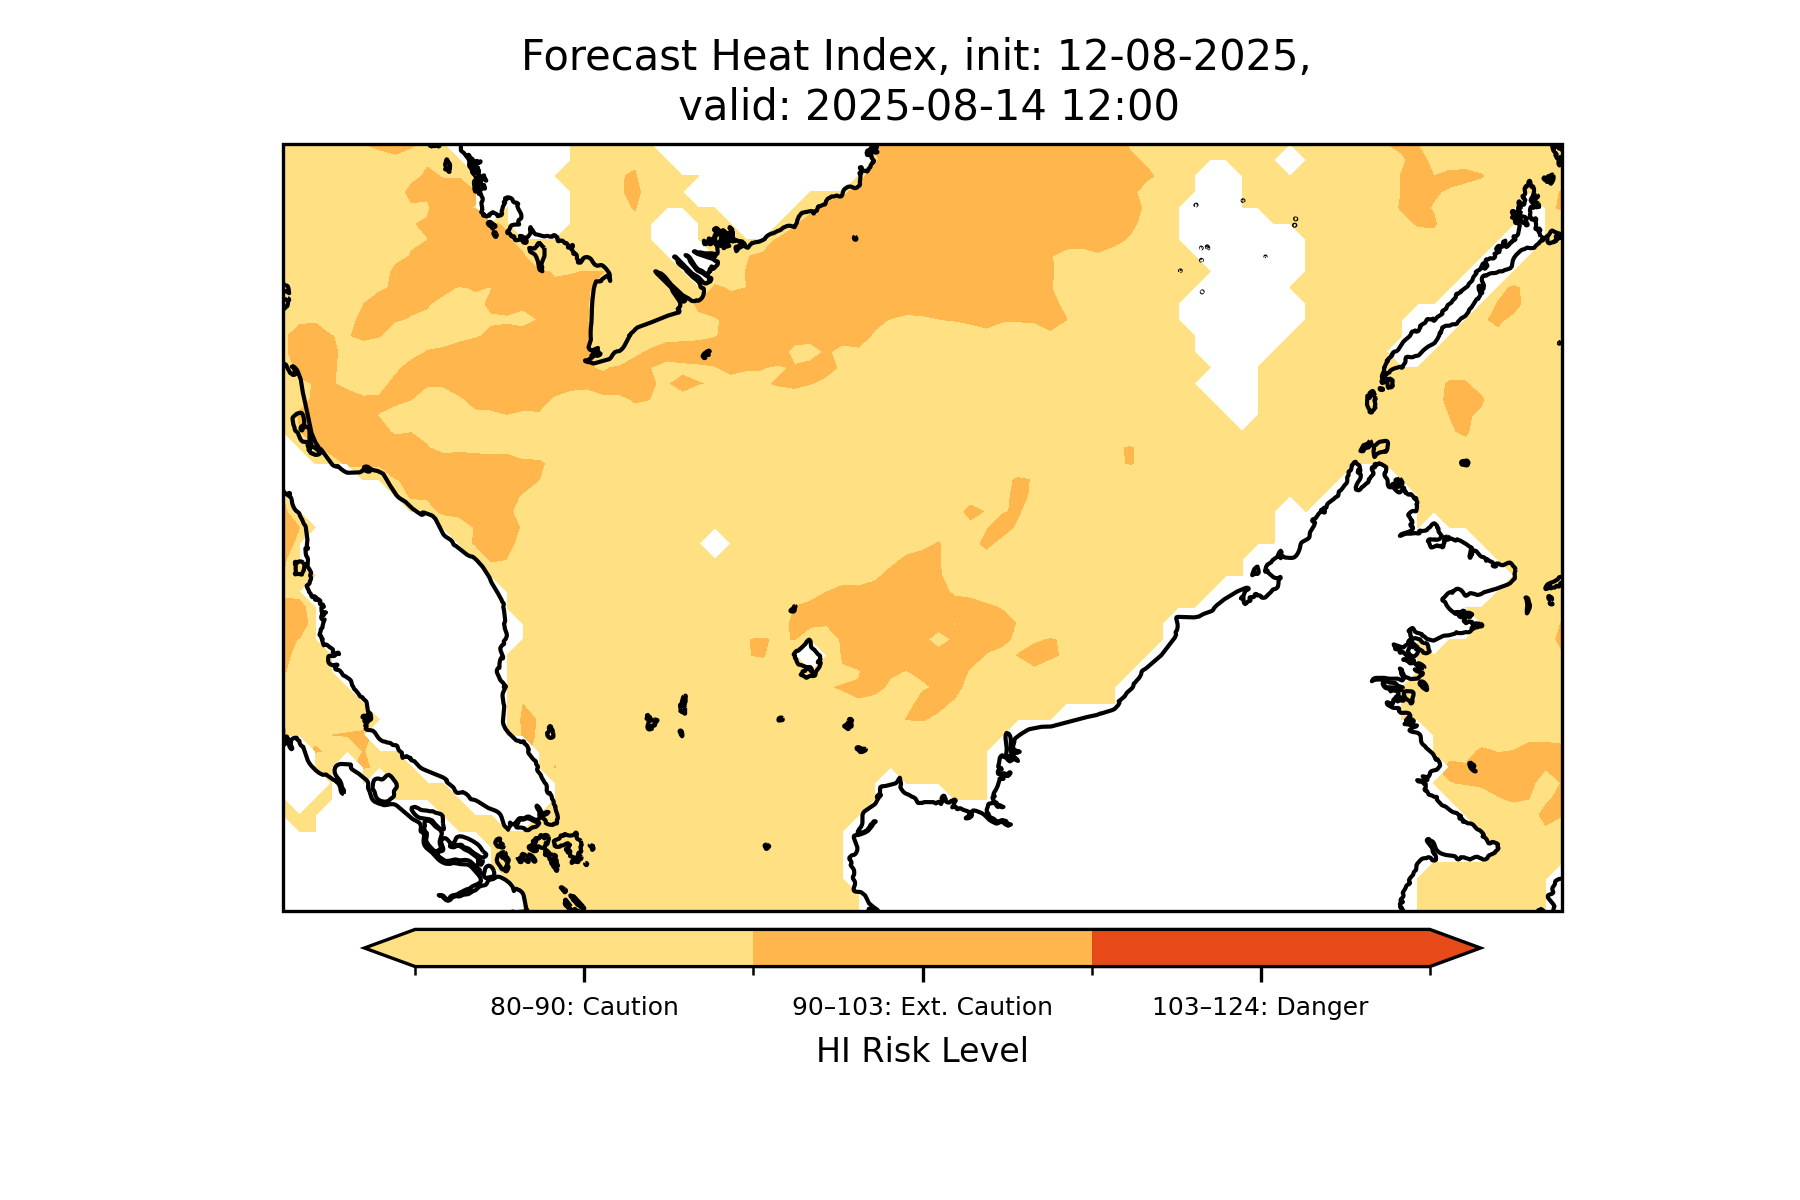 Forecast Heat Index, init: 12-08-2025,
valid: 2025-08-14 12:00
80–90: Caution
90–103: Ext. Caution
103–124: Danger
HI Risk Level